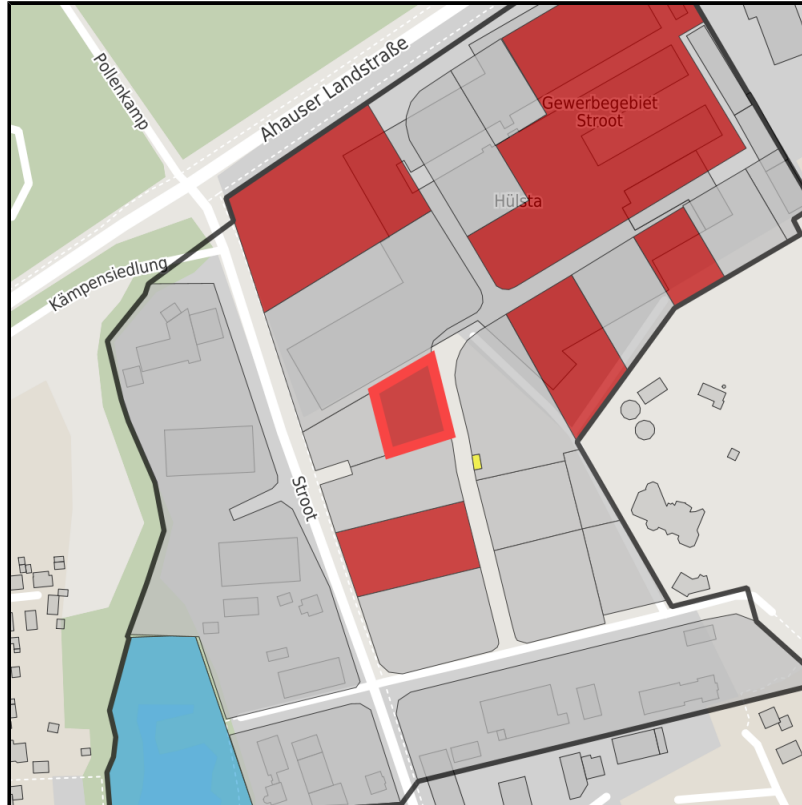 Pollenkamp
Ahauser Landstraße
Gewerbegebiet
Stroot
Hülsta
Kämpensiedlung
Stroot